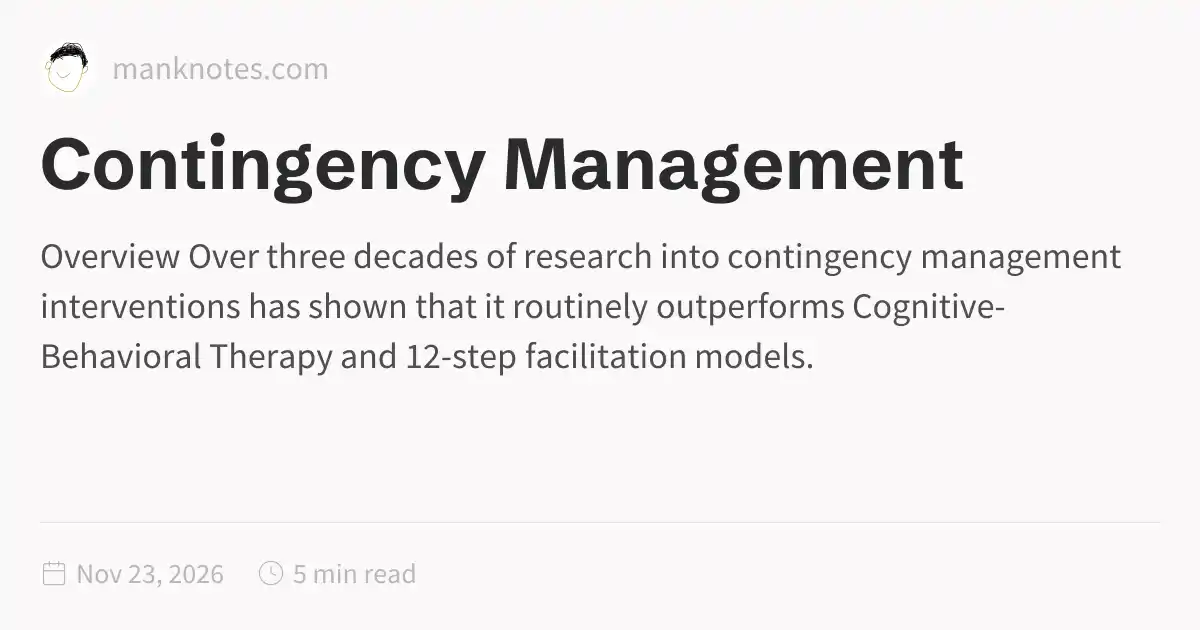 manknotes.com
Contingency Management
Overview Over three decades of research into contingency management
interventions has shown that it routinely outperforms Cognitive-
Behavioral Therapy and 12-step facilitation models.
Nov 23, 2026 5 min read